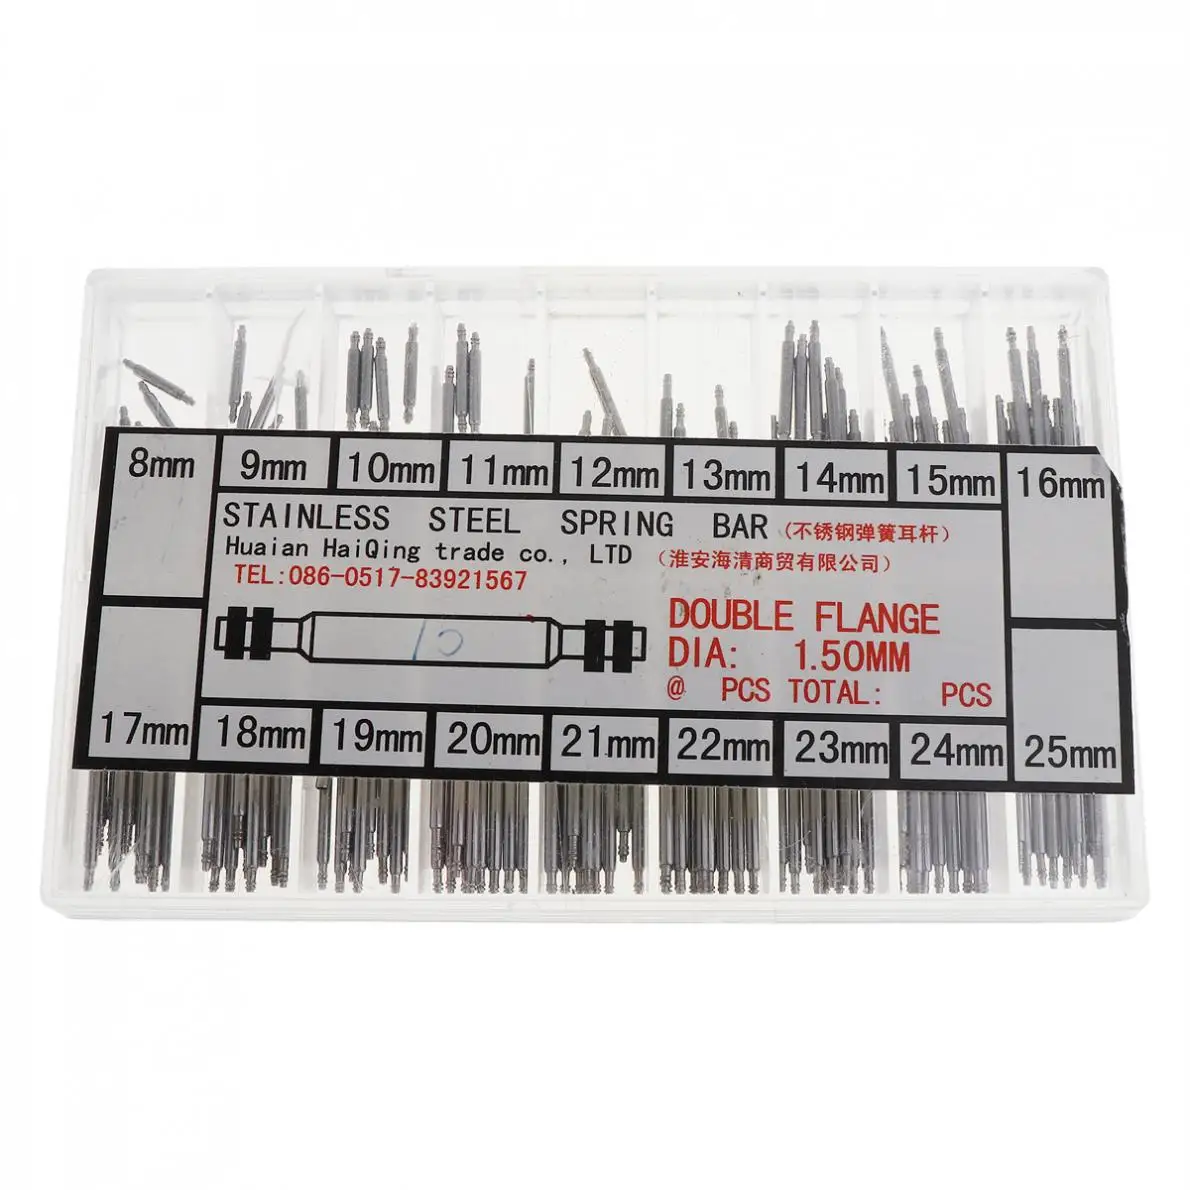 8mm 9mm 10mm 11mm 12mm 13mm 14mm 15mm 16mm
STAINLESS STEEL SPRING BAR (不锈钢弹簧耳杆)
Huaian HaiQing trade co., LTD (淮安海清商贸有限公司)
TEL:086-0517-83921567
15
DOUBLE FLANGE
DIA: 1.50MM
@ PCS TOTAL: PCS
17mm 18mm 19mm 20mm 21mm 22mm 23mm 24mm 25mm